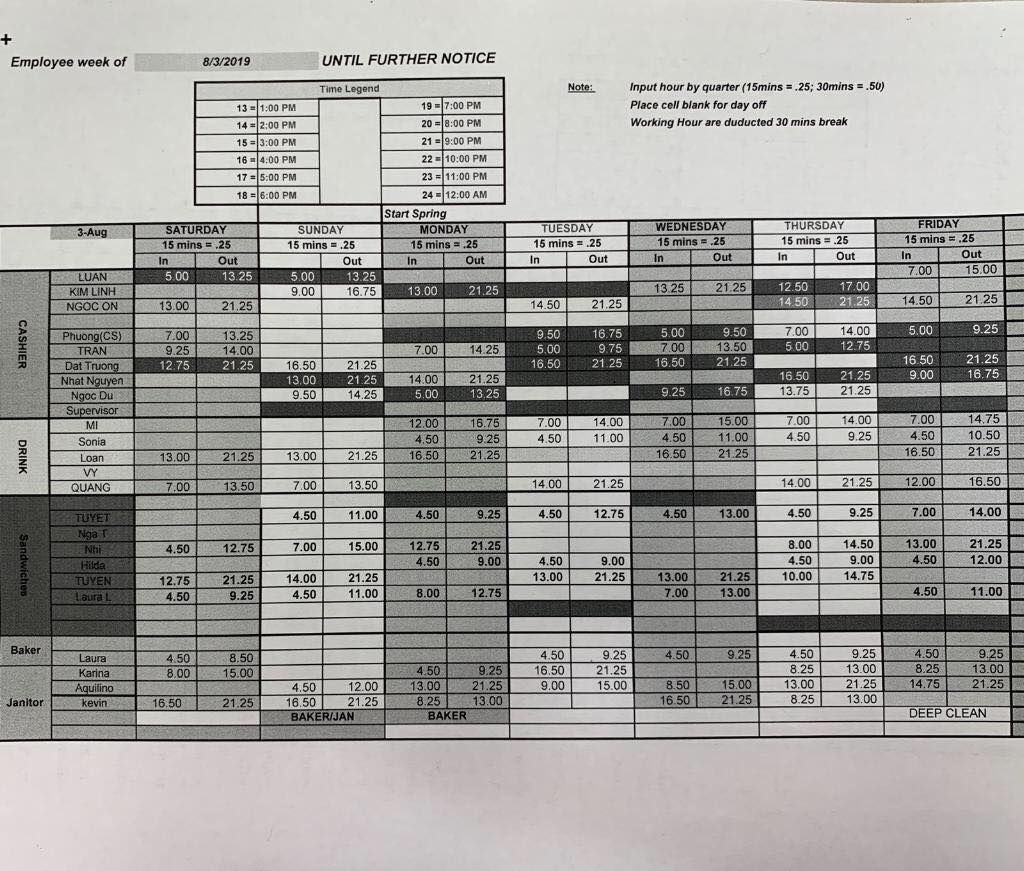 +
Employee week of 8/3/2019 UNTIL FURTHER NOTICE
Time Legend
13 = 1:00 PM 19 = 7:00 PM
14 = 2:00 PM 20 = 8:00 PM
15 = 3:00 PM 21 = 9:00 PM
16 = 4:00 PM 22 = 10:00 PM
17 = 5:00 PM 23 = 11:00 PM
18 = 6:00 PM 24 = 12:00 AM
Note: Input hour by quarter (15mins = .25; 30mins = .50)
Place cell blank for day off
Working Hour are duducted 30 mins break
Start Spring
3-Aug SATURDAY SUNDAY MONDAY TUESDAY WEDNESDAY THURSDAY FRIDAY
15 mins = .25 15 mins = .25 15 mins = .25 15 mins = .25 15 mins = .25 15 mins = .25 15 mins = .25
In Out Out In Out In Out In Out In Out In Out
CASHIER
LUAN 5.00 13.25 5.00 13.25 7.00 15.00
KIM LINH 9.00 16.75 13.00 21.25 13.25 21.25 12.50 17.00
NGOC ON 13.00 21.25 14.50 21.25 14.50 21.25 14.50 21.25
Phuong(CS) 7.00 13.25 9.50 16.75 5.00 9.50 7.00 14.00 5.00 9.25
TRAN 9.25 14.00 7.00 14.25 5.00 9.75 7.00 13.50 5.00 12.75
Dat Truong 12.75 21.25 16.50 21.25 16.50 21.25 16.50 21.25 16.50 21.25
Nhat Nguyen 13.00 21.25 14.00 21.25 16.50 21.25 9.00 16.75
Ngoc Du 9.50 14.25 5.00 13.25 9.25 16.75 13.75 21.25
Supervisor
DRINK
MI 12.00 16.75 7.00 14.00 7.00 15.00 7.00 14.00 7.00 14.75
Sonia 4.50 9.25 4.50 11.00 4.50 11.00 4.50 9.25 4.50 10.50
Loan 13.00 21.25 13.00 21.25 16.50 21.25 16.50 21.25 16.50 21.25
VY
QUANG 7.00 13.50 7.00 13.50 14.00 21.25 14.00 21.25 12.00 16.50
Sandwiches
TUYET 4.50 11.00 4.50 9.25 4.50 12.75 4.50 13.00 4.50 9.25 7.00 14.00
Nga T
Nhi 4.50 12.75 7.00 15.00 12.75 21.25 8.00 14.50 13.00 21.25
Hilda 4.50 9.00 4.50 9.00 4.50 9.00 4.50 12.00
TUYEN 12.75 21.25 14.00 21.25 13.00 21.25 13.00 21.25 10.00 14.75
Laura L 4.50 9.25 4.50 11.00 8.00 12.75 7.00 13.00 4.50 11.00
Baker
Laura 4.50 8.50 4.50 9.25 4.50 9.25 4.50 9.25 4.50 9.25
Karina 8.00 15.00 4.50 9.25 16.50 21.25 8.25 13.00 8.25 13.00
Janitor
Aquilino 4.50 12.00 13.00 21.25 9.00 15.00 8.50 15.00 13.00 21.25 14.75 21.25
kevin 16.50 21.25 16.50 21.25 8.25 13.00 16.50 21.25 8.25 13.00
BAKER/JAN BAKER DEEP CLEAN